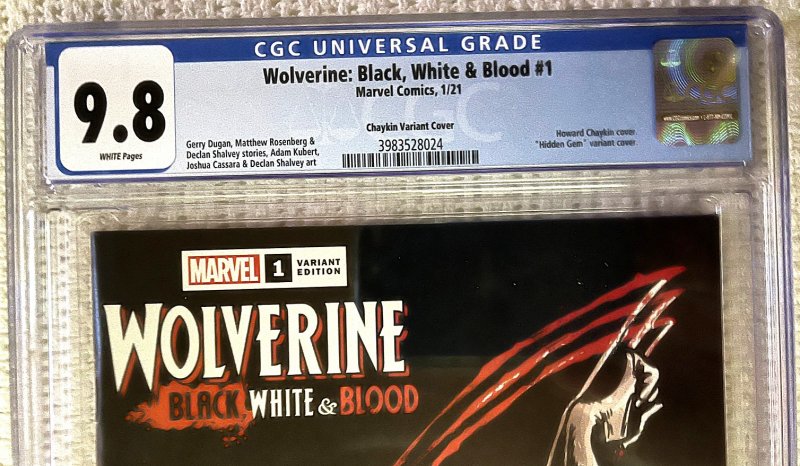 CGC UNIVERSAL GRADE
9.8
WHITE Pages
Wolverine: Black, White & Blood #1
Marvel Comics, 1/21
Chaykin Variant Cover
Gerry Dugan, Matthew Rosenberg &
Declan Shalvey stories, Adam Kubert,
Joshua Cassara & Declan Shalvey art
3983528024
Howard Chaykin cover
"Hidden Gem" variant cover
MARVEL 1 VARIANT
EDITION
WOLVERINE
BLACK, WHITE & BLOOD